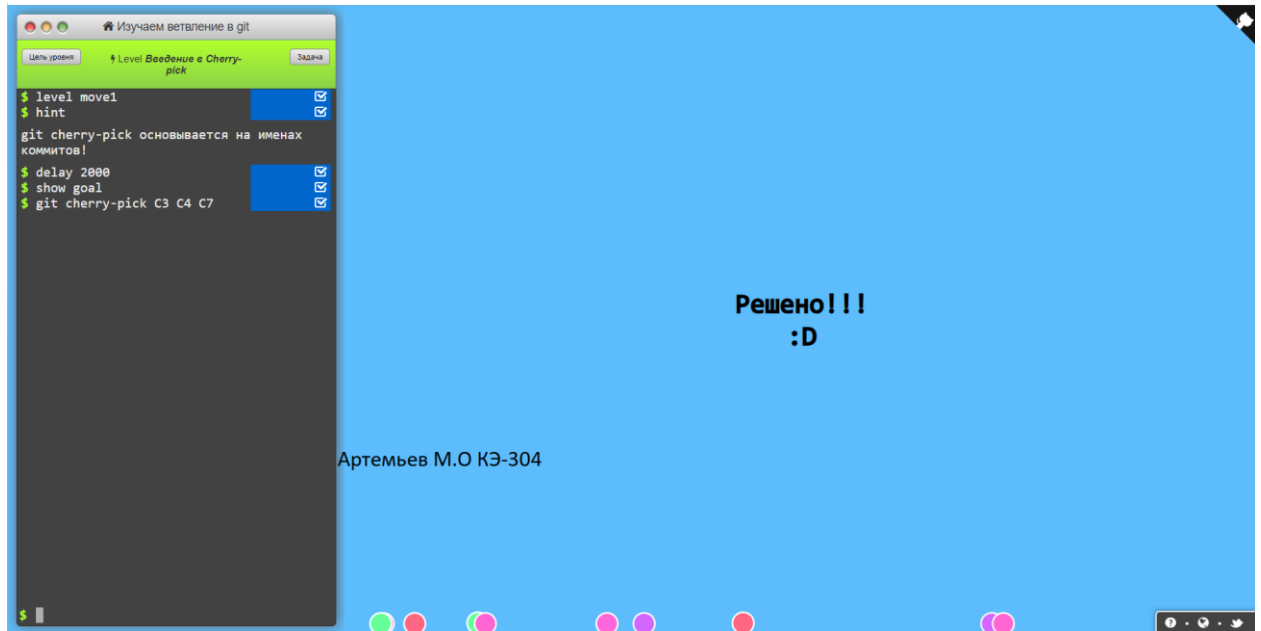 Изучаем ветвление в git
Цель уровня
Level Введение в Cherry-
pick
Задача
$ level move1
$ hint
git cherry-pick основывается на именах
коммитов!
$ delay 2000
$ show goal
$ git cherry-pick C3 C4 C7
Решено!!!
:D
Артемьев М.О КЭ-304
$